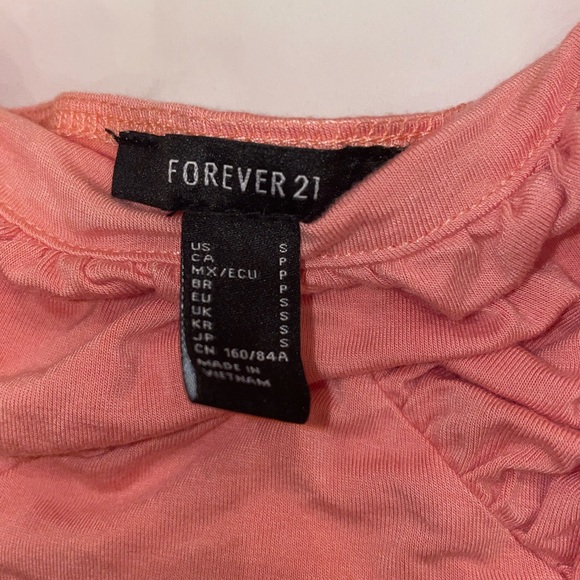 FOREVER 21
US S
CA P
MX/ECU P
BR P
EU S
UK S
KR S
JP S
CN 160/84A
MADE IN
VIETNAM